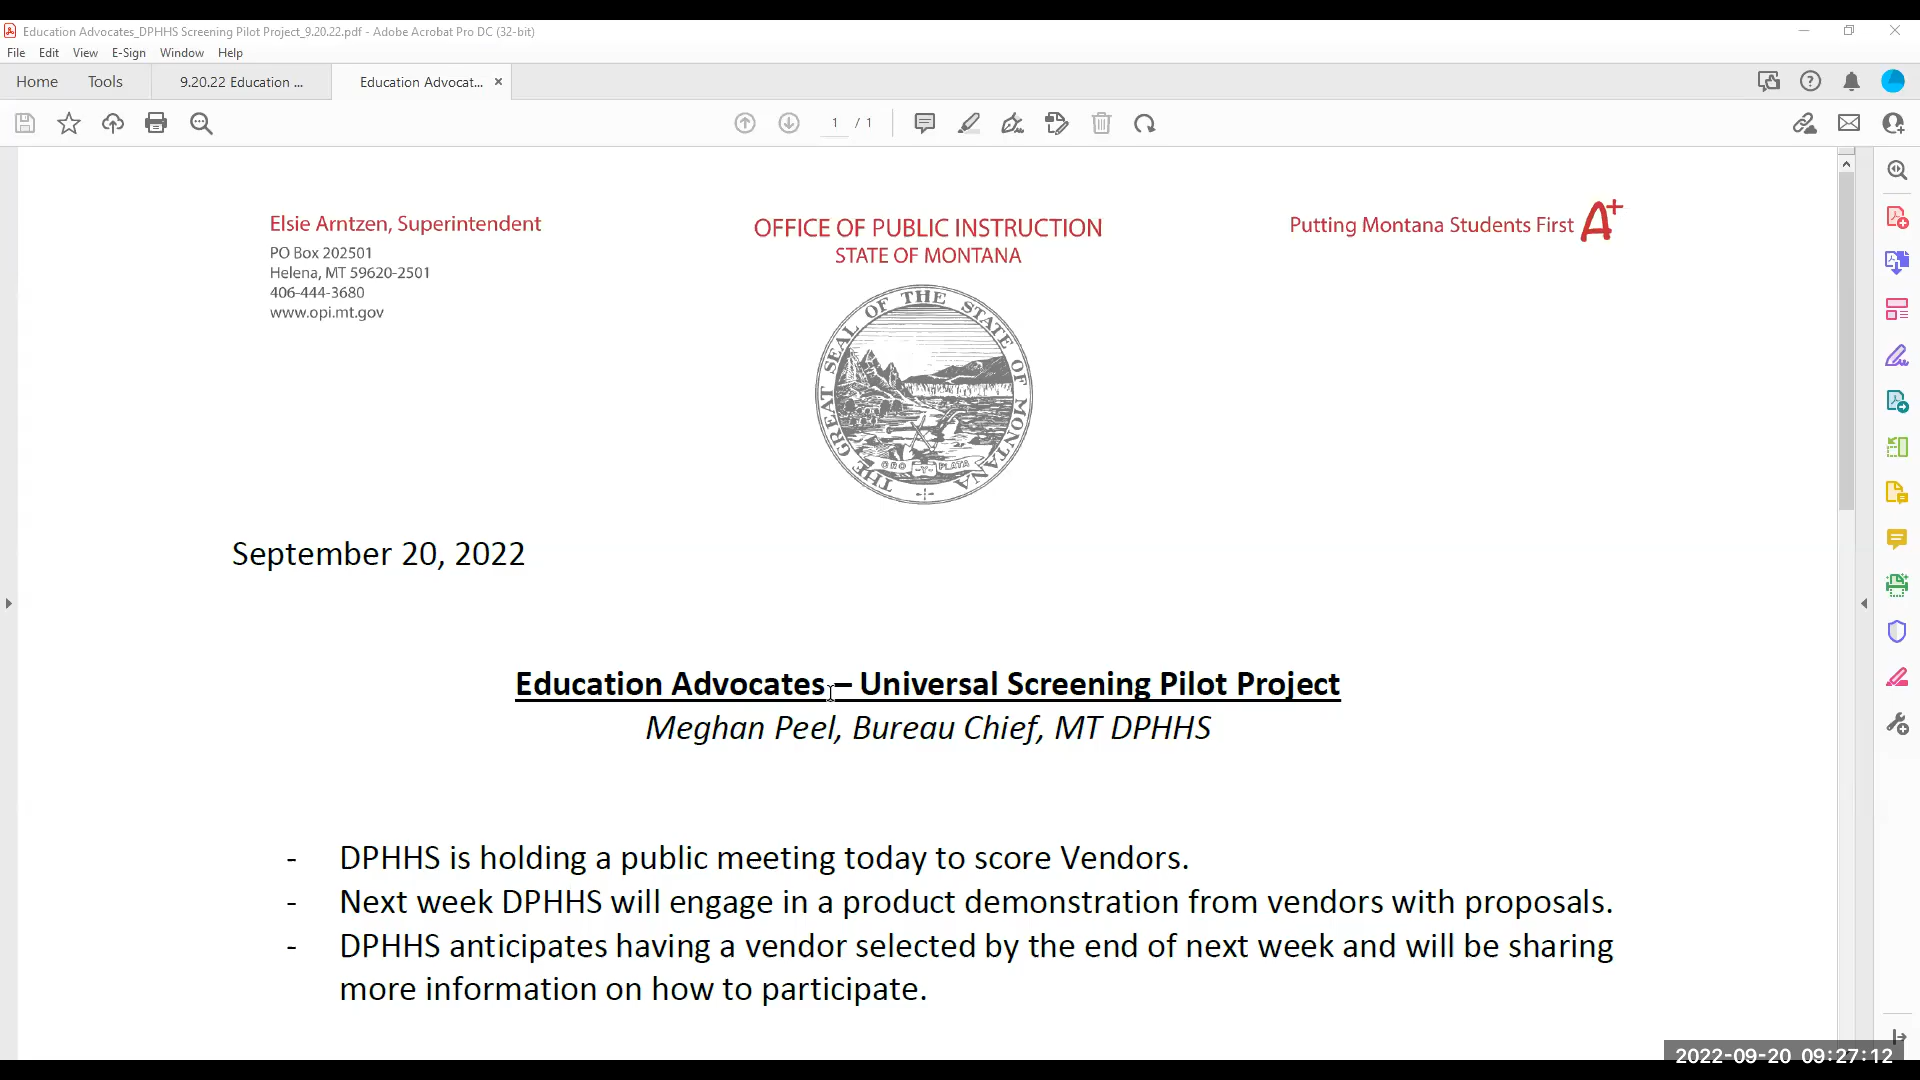 Education Advocates_DPHHS Screening Pilot Project_9.20.22.pdf - Adobe Acrobat Pro DC (32-bit)
File Edit View E-Sign Window Help
Home Tools 9.20.22 Education ... Education Advocat... ×
1 / 1
Elsie Arntzen, Superintendent
PO Box 202501
Helena, MT 59620-2501
406-444-3680
www.opi.mt.gov
OFFICE OF PUBLIC INSTRUCTION
STATE OF MONTANA
Putting Montana Students First A+
THE GREAT SEAL OF THE STATE OF MONTANA
ORO Y PLATA
September 20, 2022
Education Advocates – Universal Screening Pilot Project
Meghan Peel, Bureau Chief, MT DPHHS
- DPHHS is holding a public meeting today to score Vendors.
- Next week DPHHS will engage in a product demonstration from vendors with proposals.
- DPHHS anticipates having a vendor selected by the end of next week and will be sharing
more information on how to participate.
2022-09-20 09:27:12